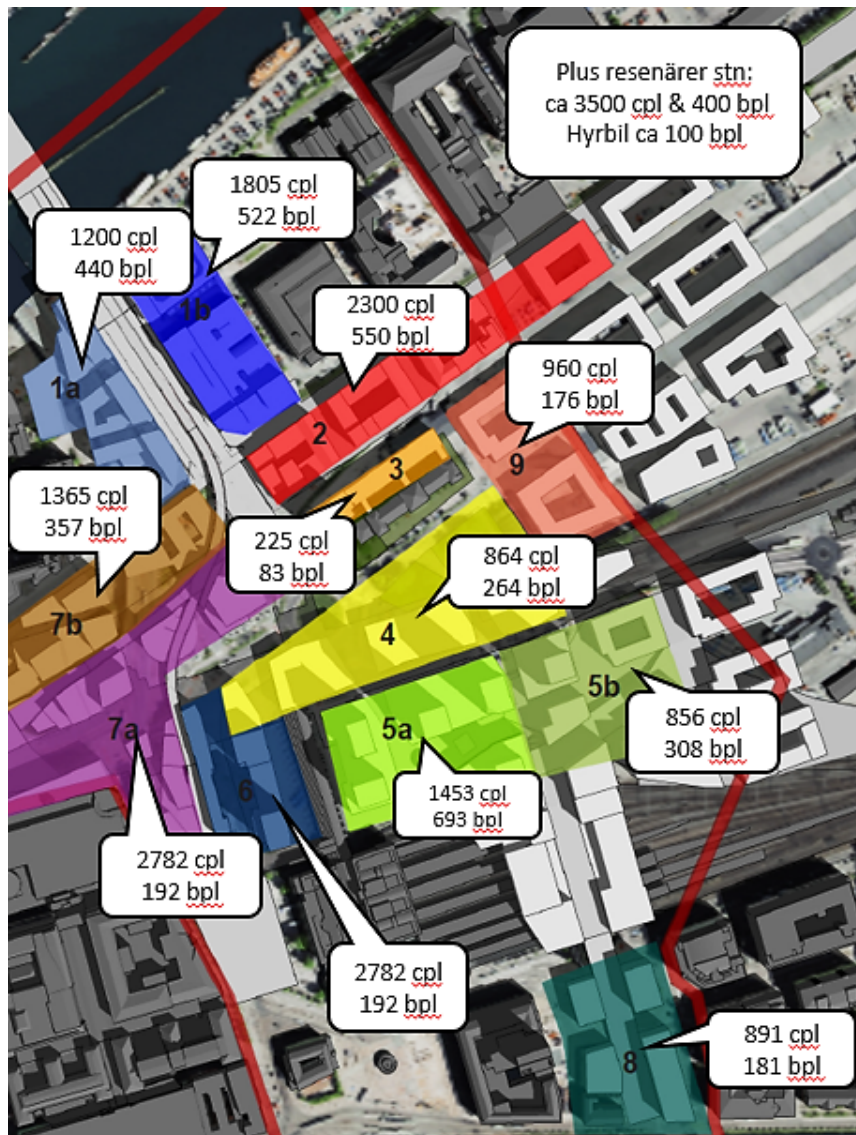 Plus resenärer stn:
ca 3500 cpl & 400 bpl
Hyrbil ca 100 bpl
1805 cpl
522 bpl
1200 cpl
440 bpl
1b
1a
2300 cpl
550 bpl
2
960 cpl
176 bpl
9
3
1365 cpl
357 bpl
225 cpl
83 bpl
864 cpl
264 bpl
7b
4
5b
856 cpl
308 bpl
7a
5a
1453 cpl
693 bpl
6
2782 cpl
192 bpl
2782 cpl
192 bpl
891 cpl
181 bpl
8